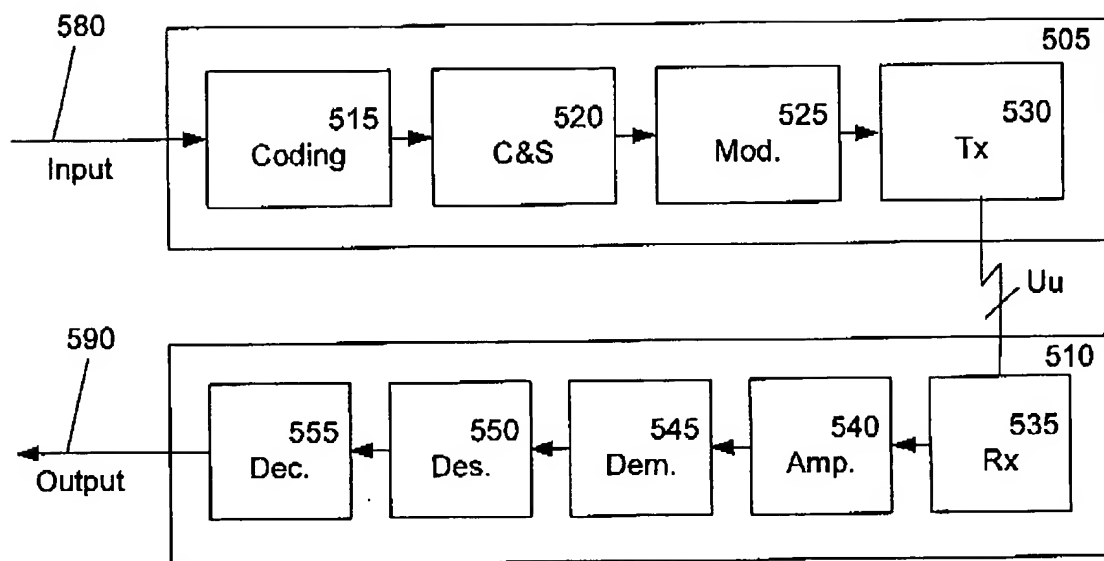 580
505
515
520
525
530
Coding
C&S
Mod.
Tx
Input
Uu
590
510
555
550
545
540
535
Dec.
Des.
Dem.
Amp.
Rx
Output